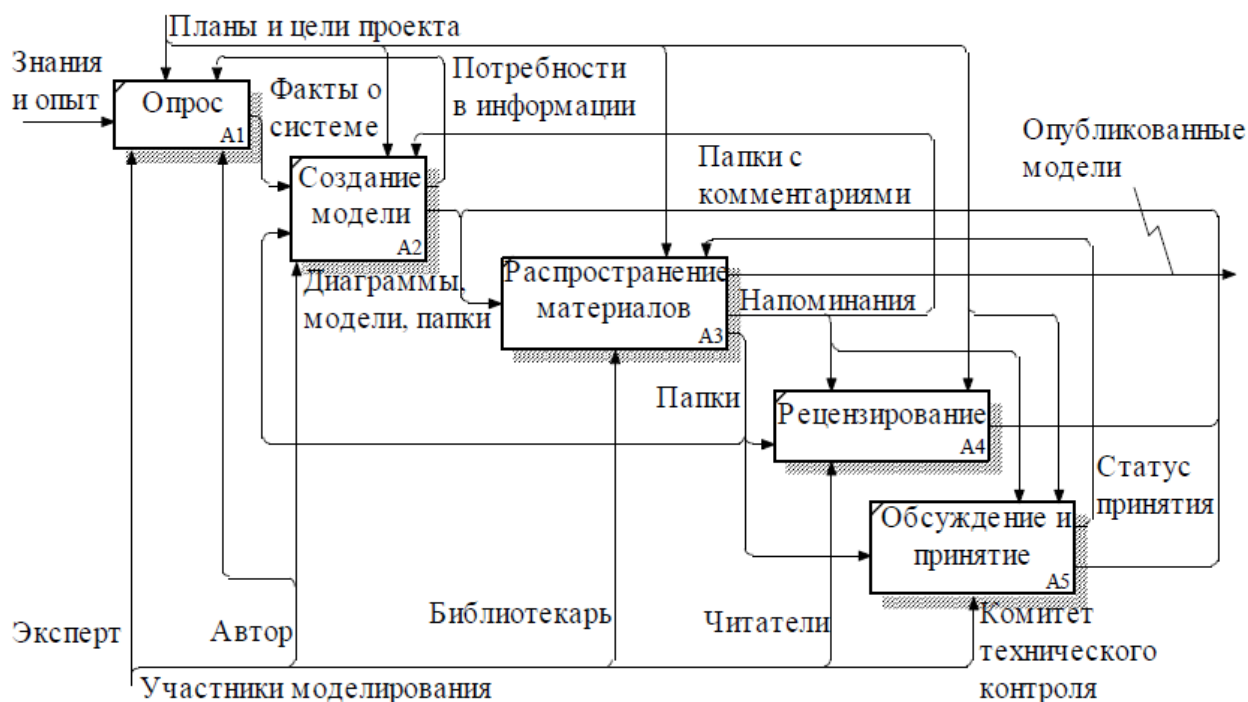 Планы и цели проекта
Знания
и опыт
Опрос
A1
Факты о
системе
Потребности
в информации
Опубликованные
модели
Создание
модели
A2
Папки с
комментариями
Диаграммы,
модели, папки
Распространение
материалов
A3
Напоминания
Папки
Рецензирование
A4
Статус
принятия
Обсуждение и
принятие
A5
Эксперт
Автор
Библиотекарь
Читатели
Комитет
технического
контроля
Участники моделирования